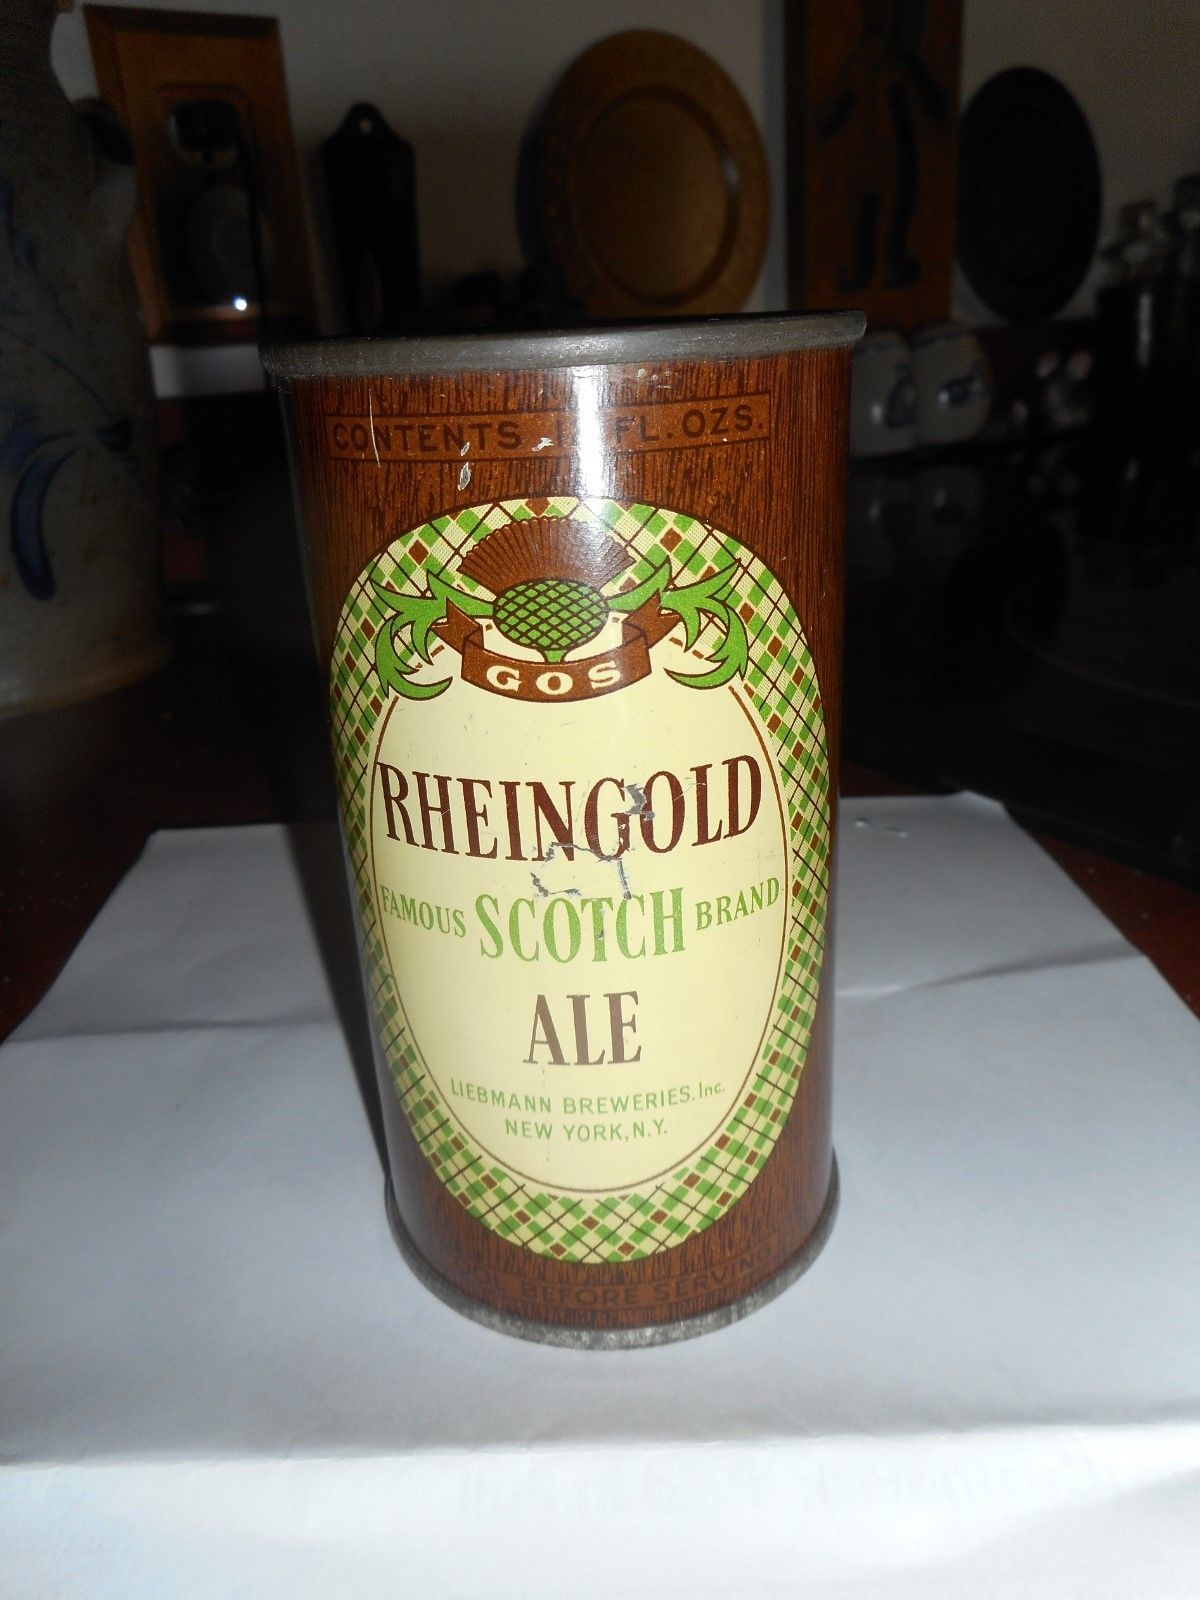 CONTENTS FL. OZS.
GOS
RHEINGOLD
FAMOUS SCOTCH BRAND
ALE
LIEBMANN BREWERIES, Inc.
NEW YORK, N.Y.
BEFORE SERVING